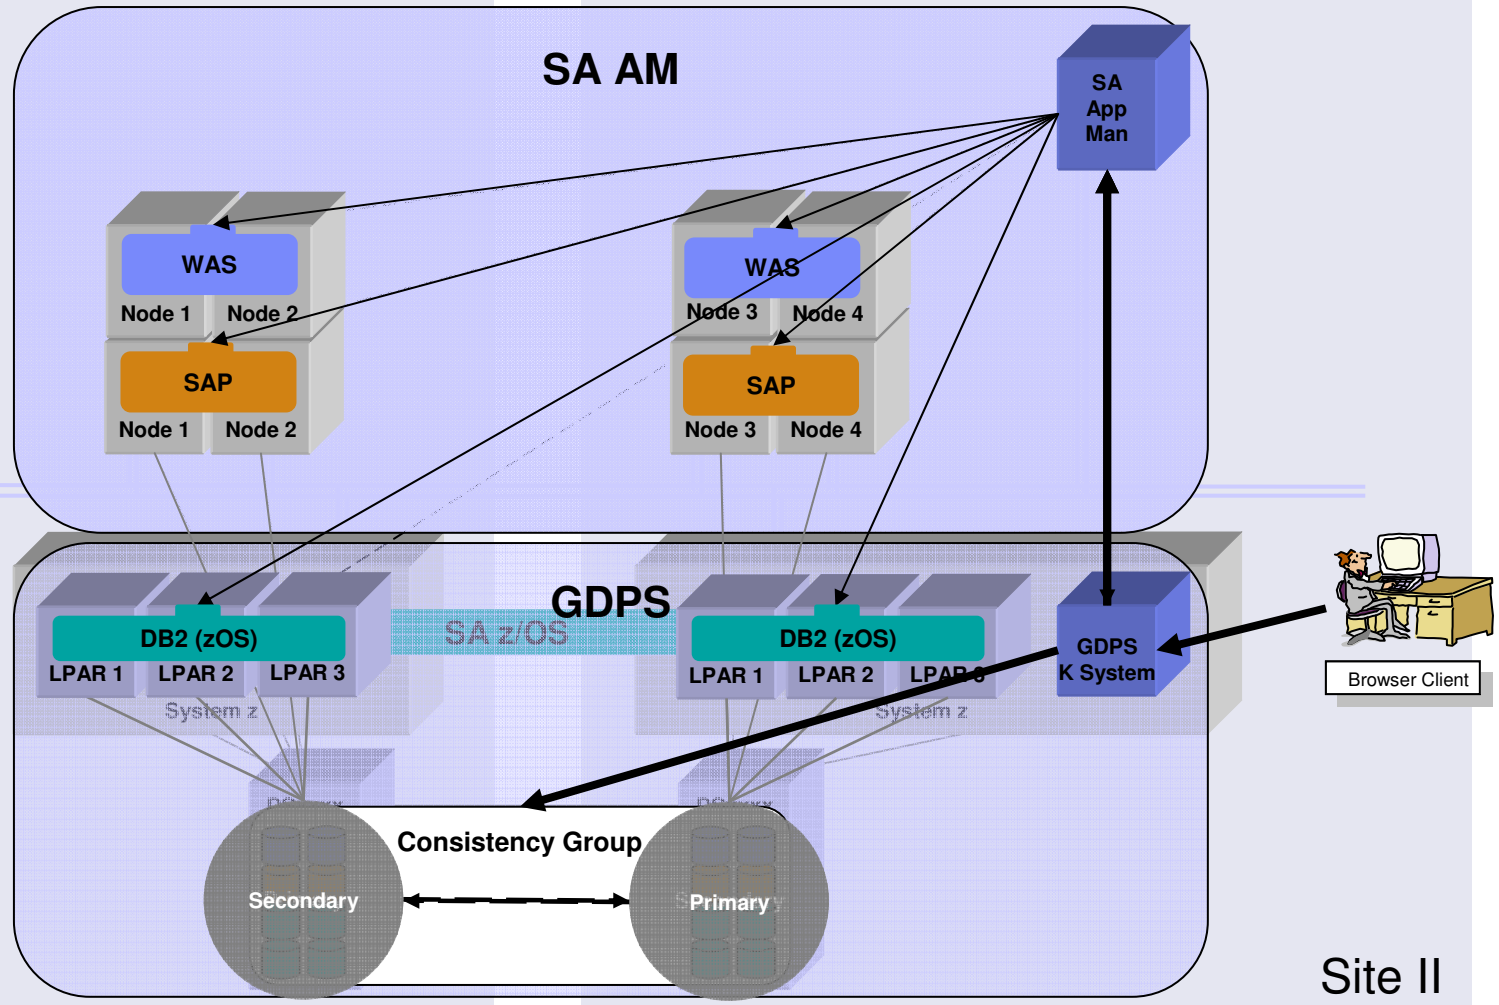 SA AM
SA
App
Man
WAS
Node 1
Node 2
SAP
Node 1
Node 2
WAS
Node 3
Node 4
SAP
Node 3
Node 4
GDPS
SA z/OS
DB2 (zOS)
LPAR 1
LPAR 2
LPAR 3
System z
DB2 (zOS)
LPAR 1
LPAR 2
LPAR 3
System z
GDPS
K System
Browser Client
Consistency Group
Secondary
Primary
Site II